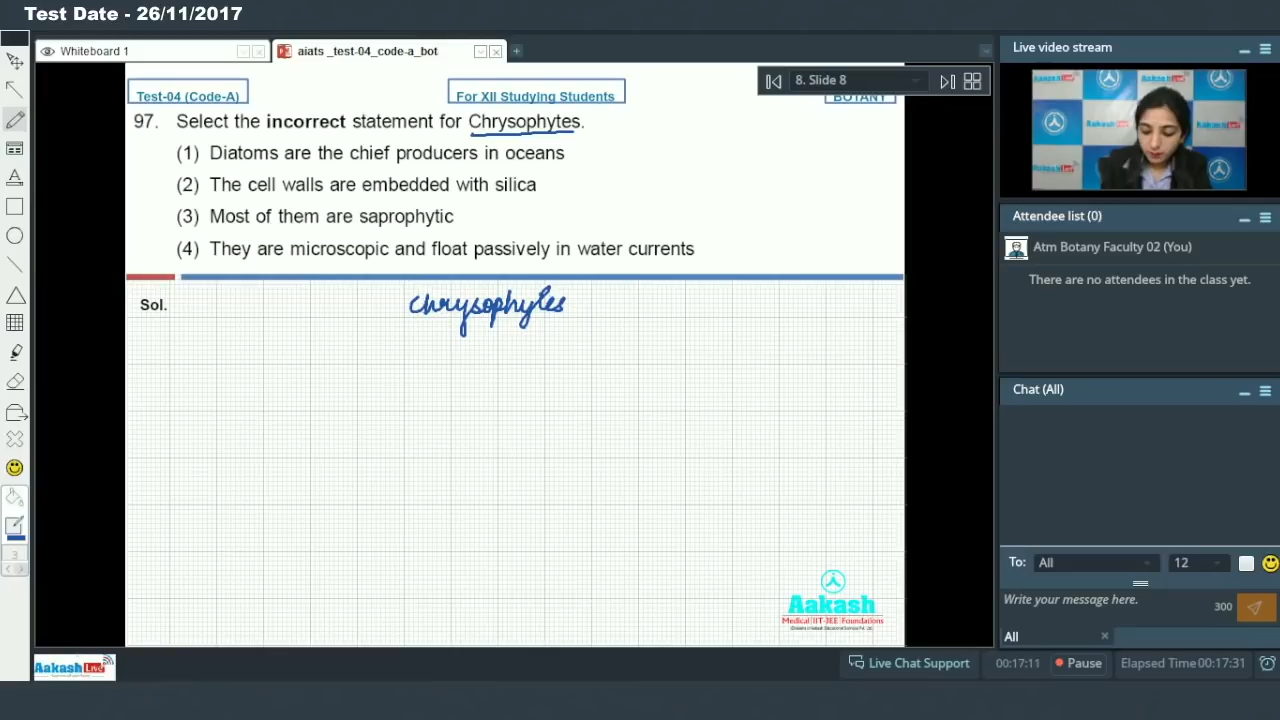 Test Date - 26/11/2017
Whiteboard 1
aiats _test-04_code-a_bot
Live video stream
8. Slide 8
Test-04 (Code-A)
For XII Studying Students
BOTANY
97. Select the incorrect statement for Chrysophytes.
(1) Diatoms are the chief producers in oceans
(2) The cell walls are embedded with silica
(3) Most of them are saprophytic
(4) They are microscopic and float passively in water currents
Sol.
Chrysophytes
Attendee list (0)
Atm Botany Faculty 02 (You)
There are no attendees in the class yet.
Chat (All)
To: All 12
Write your message here. 300
All
Aakash
Medical|IIT-JEE|Foundations
3
Aakash Live
Live Chat Support 00:17:11 Pause Elapsed Time 00:17:31